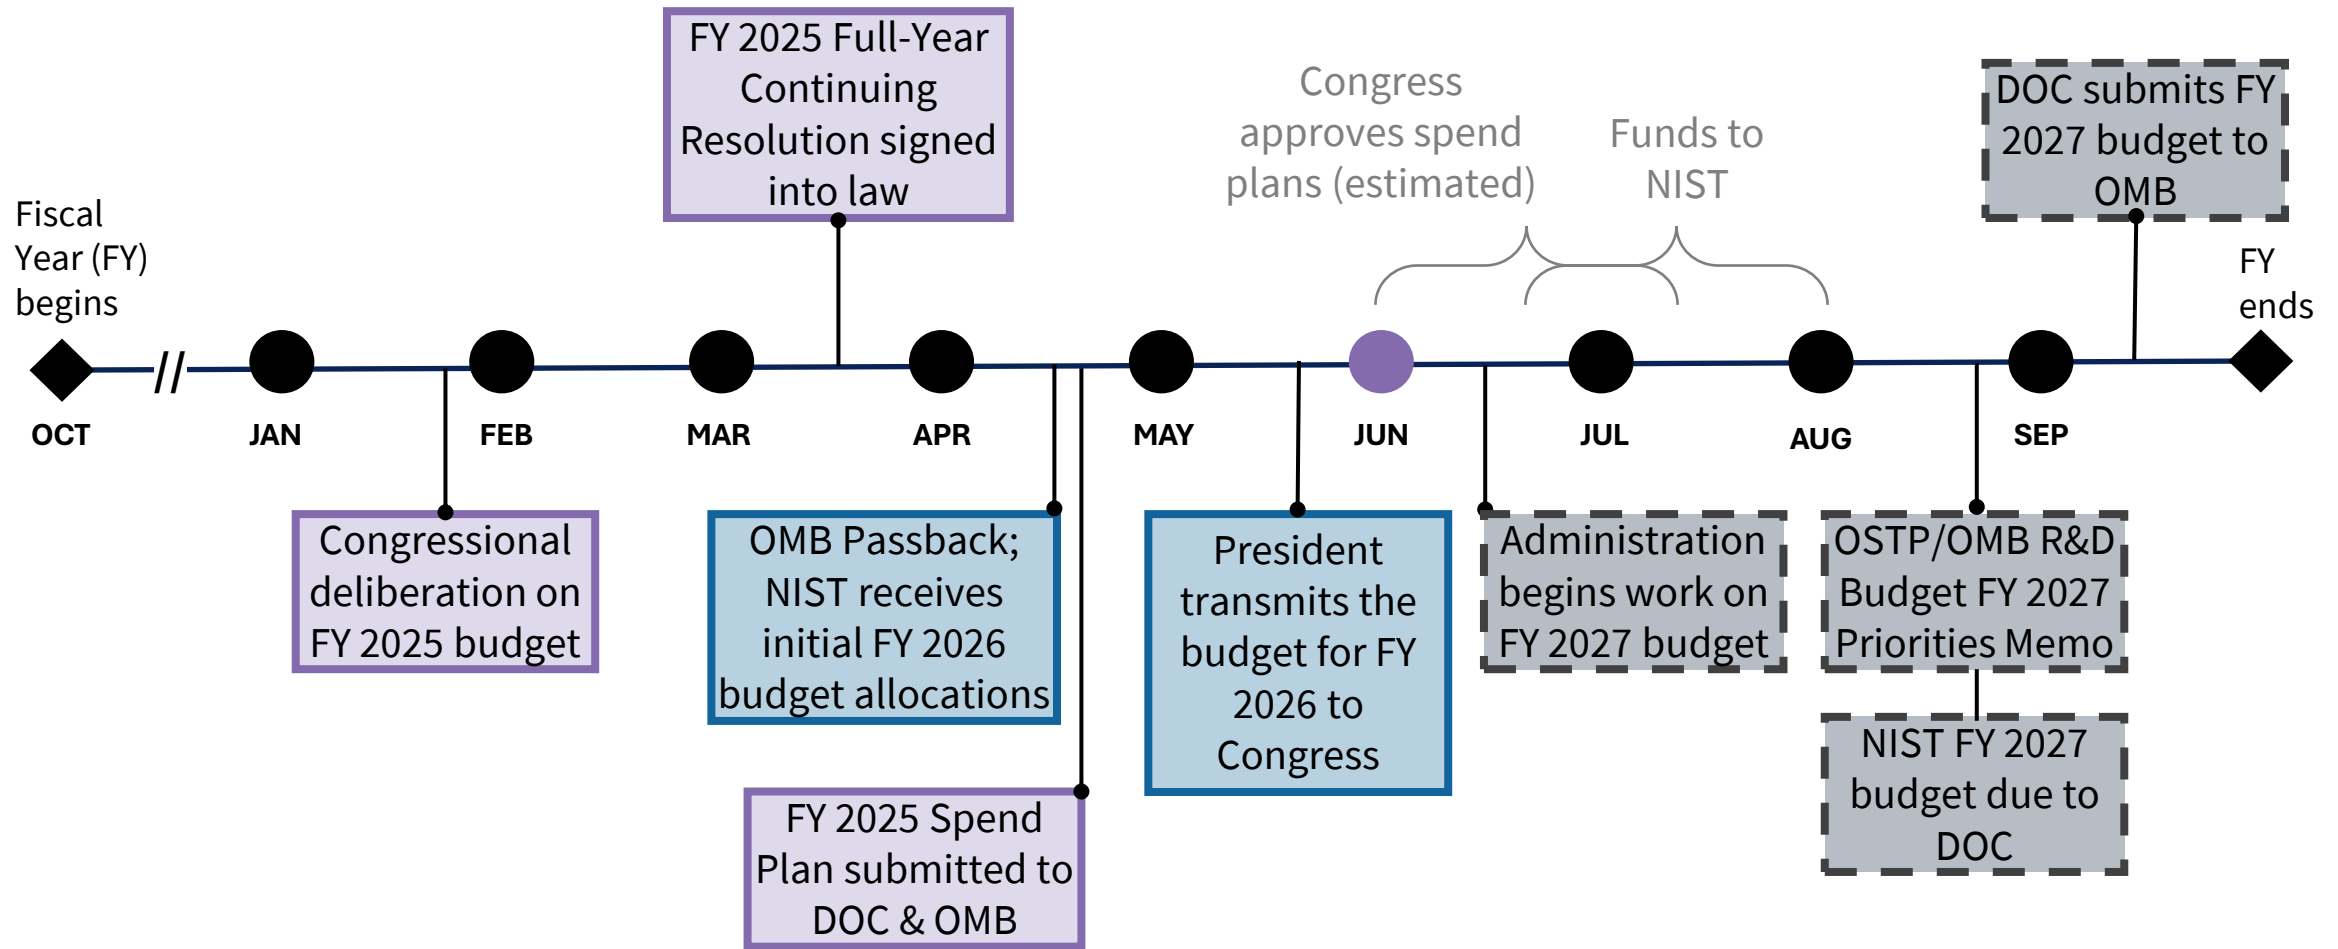 FY 2025 Full-Year
Continuing
Resolution signed
into law
Congress
approves spend
plans (estimated)
Funds to
NIST
DOC submits FY
2027 budget to
OMB
Fiscal
Year (FY)
begins
FY
ends
//
OCT
JAN
FEB
MAR
APR
MAY
JUN
JUL
AUG
SEP
Congressional
deliberation on
FY 2025 budget
OMB Passback;
NIST receives
initial FY 2026
budget allocations
FY 2025 Spend
Plan submitted to
DOC & OMB
President
transmits the
budget for FY
2026 to
Congress
Administration
begins work on
FY 2027 budget
OSTP/OMB R&D
Budget FY 2027
Priorities Memo
NIST FY 2027
budget due to
DOC